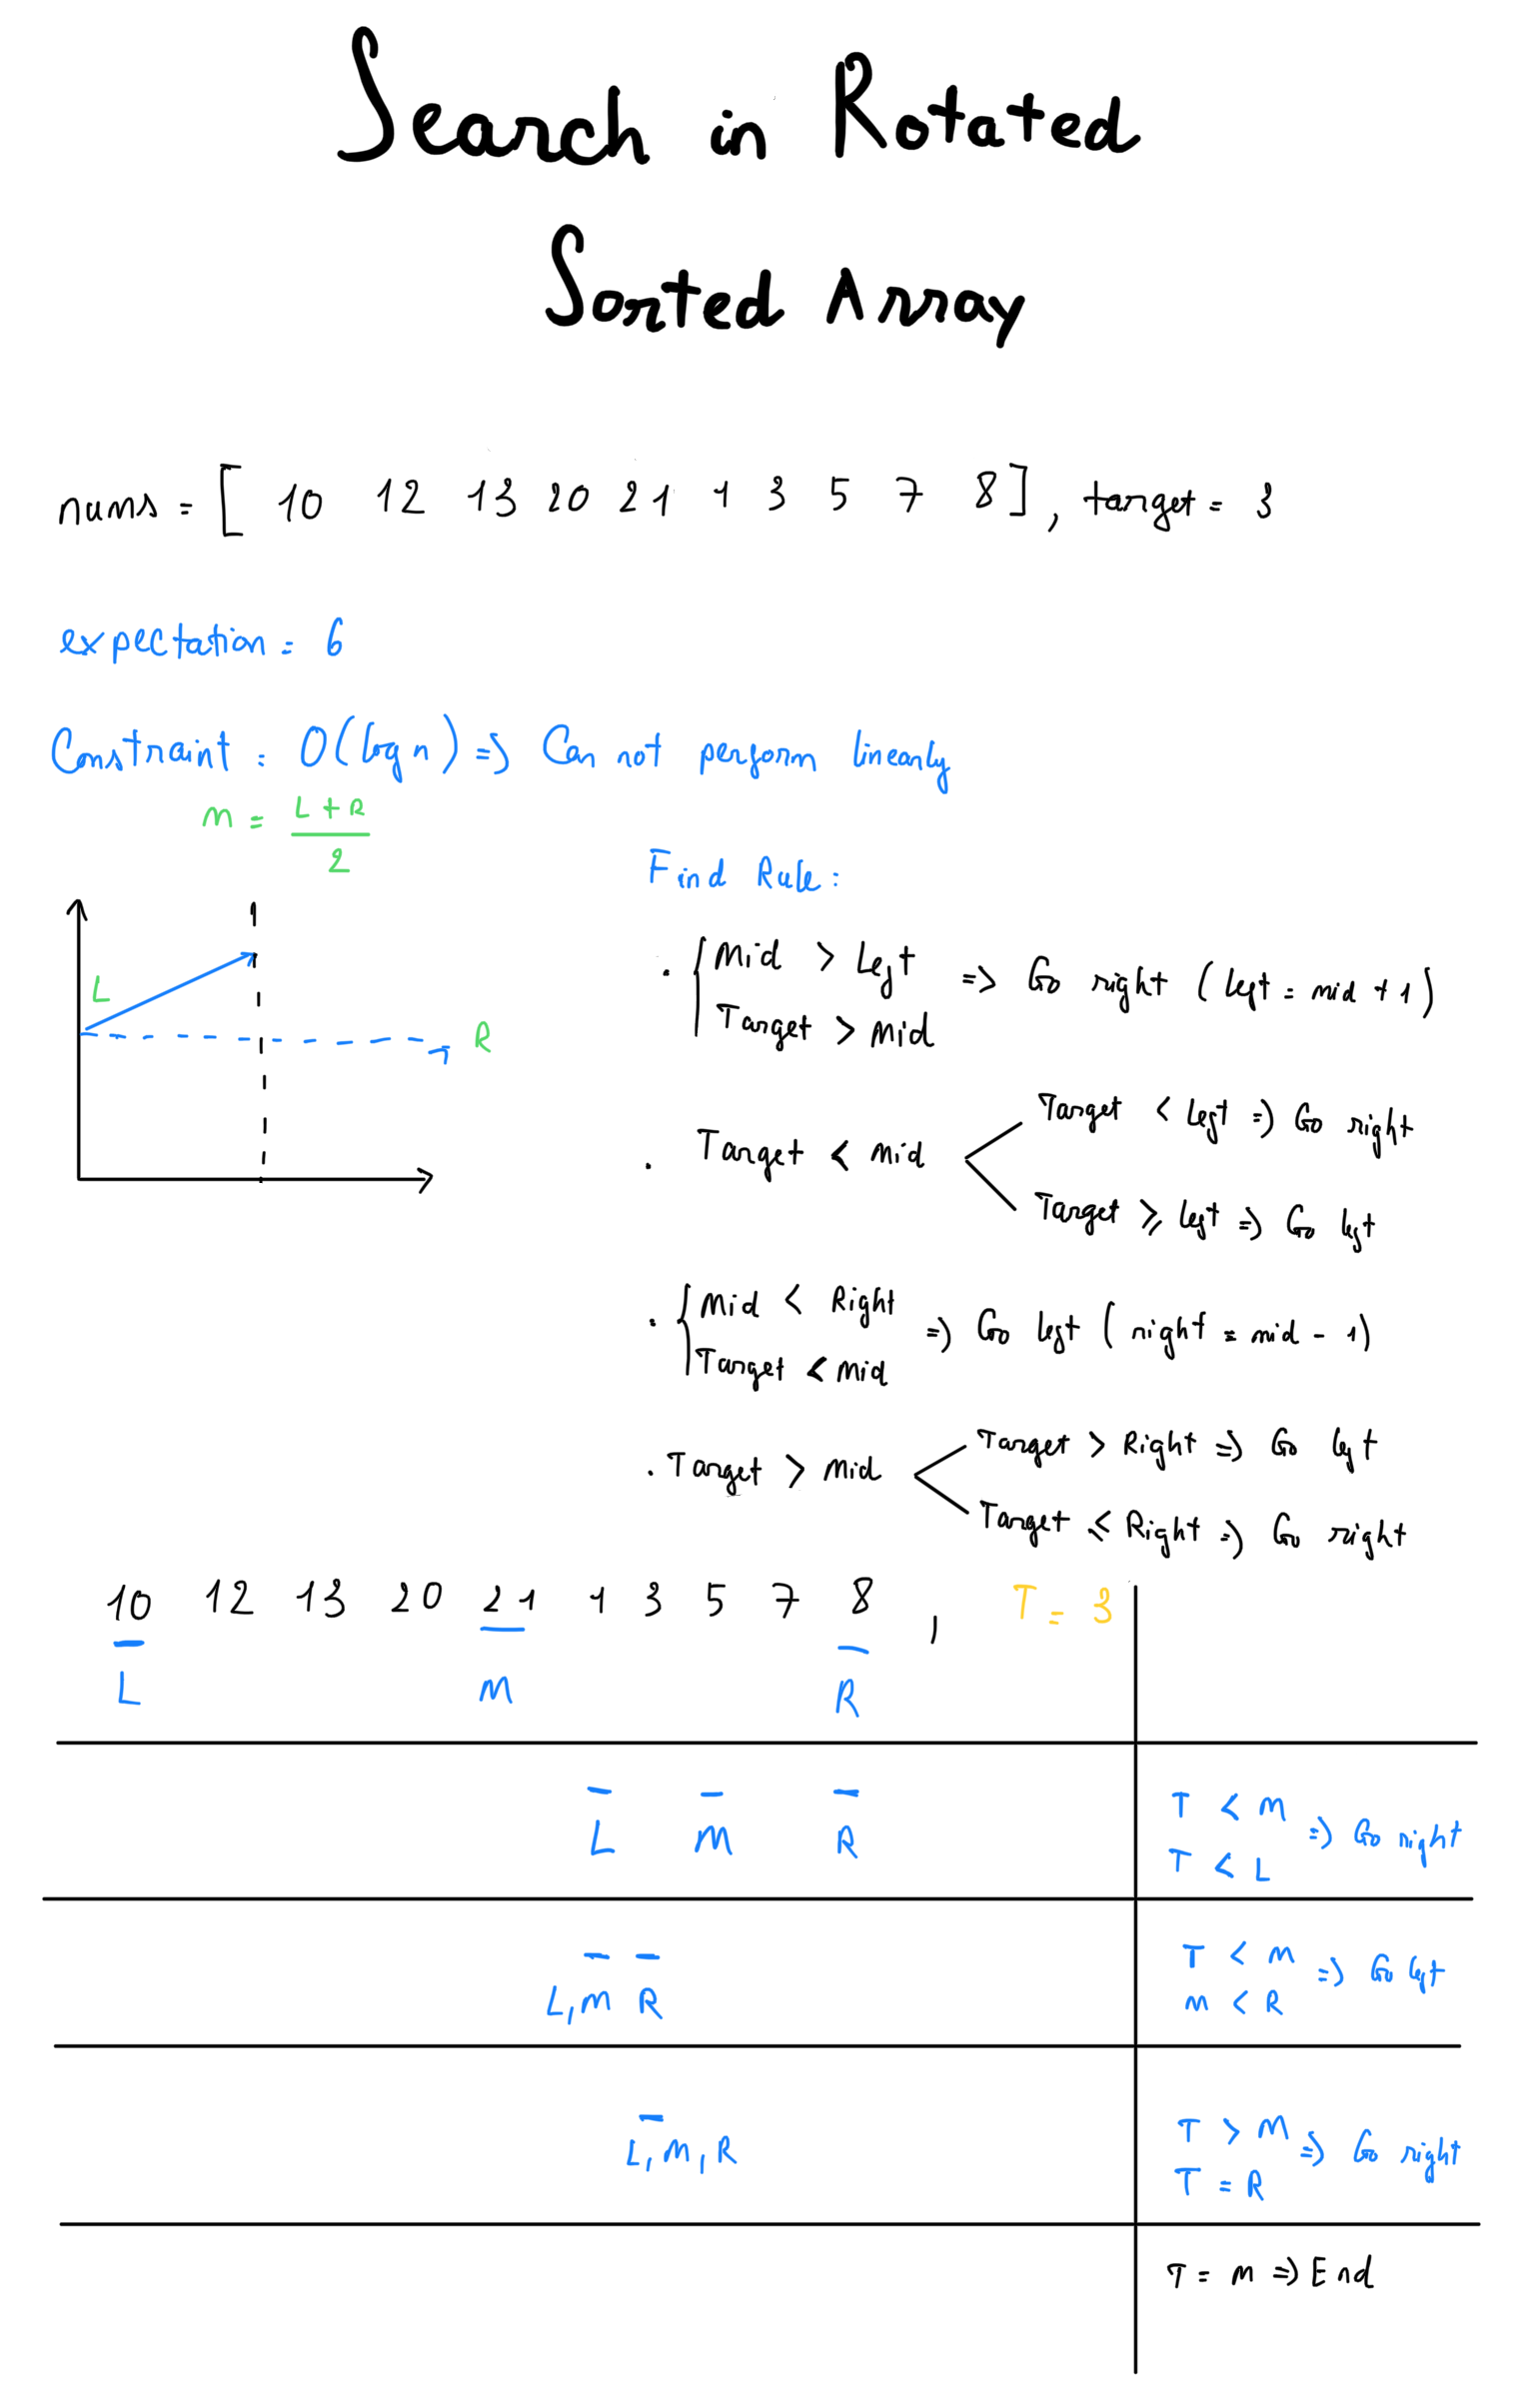 Search in Rotated
Sorted Array
nums = [ 10 12 13 20 21 1 3 5 7 8 ] , target = 3
expectation = 6
Constraint : O(log n) => Can not perform linearly
m = L + R / 2
Find Rule :
L
R
. { Mid > Left
Target > Mid => Go right (left = mid + 1)
. Target < Mid
Target < Left => Go right
Target ≥ left => Go left
. { Mid < Right
Target < Mid => Go left (right = mid - 1)
. Target > Mid
Target > Right => Go left
Target ≤ Right => Go right
10 12 13 20 21 1 3 5 7 8 , T = 3
L M R
L M R
T < M
T < L => Go right
L, M R
T < M
M < R => Go left
L, M, R
T > M
T = R => Go right
T = M => End